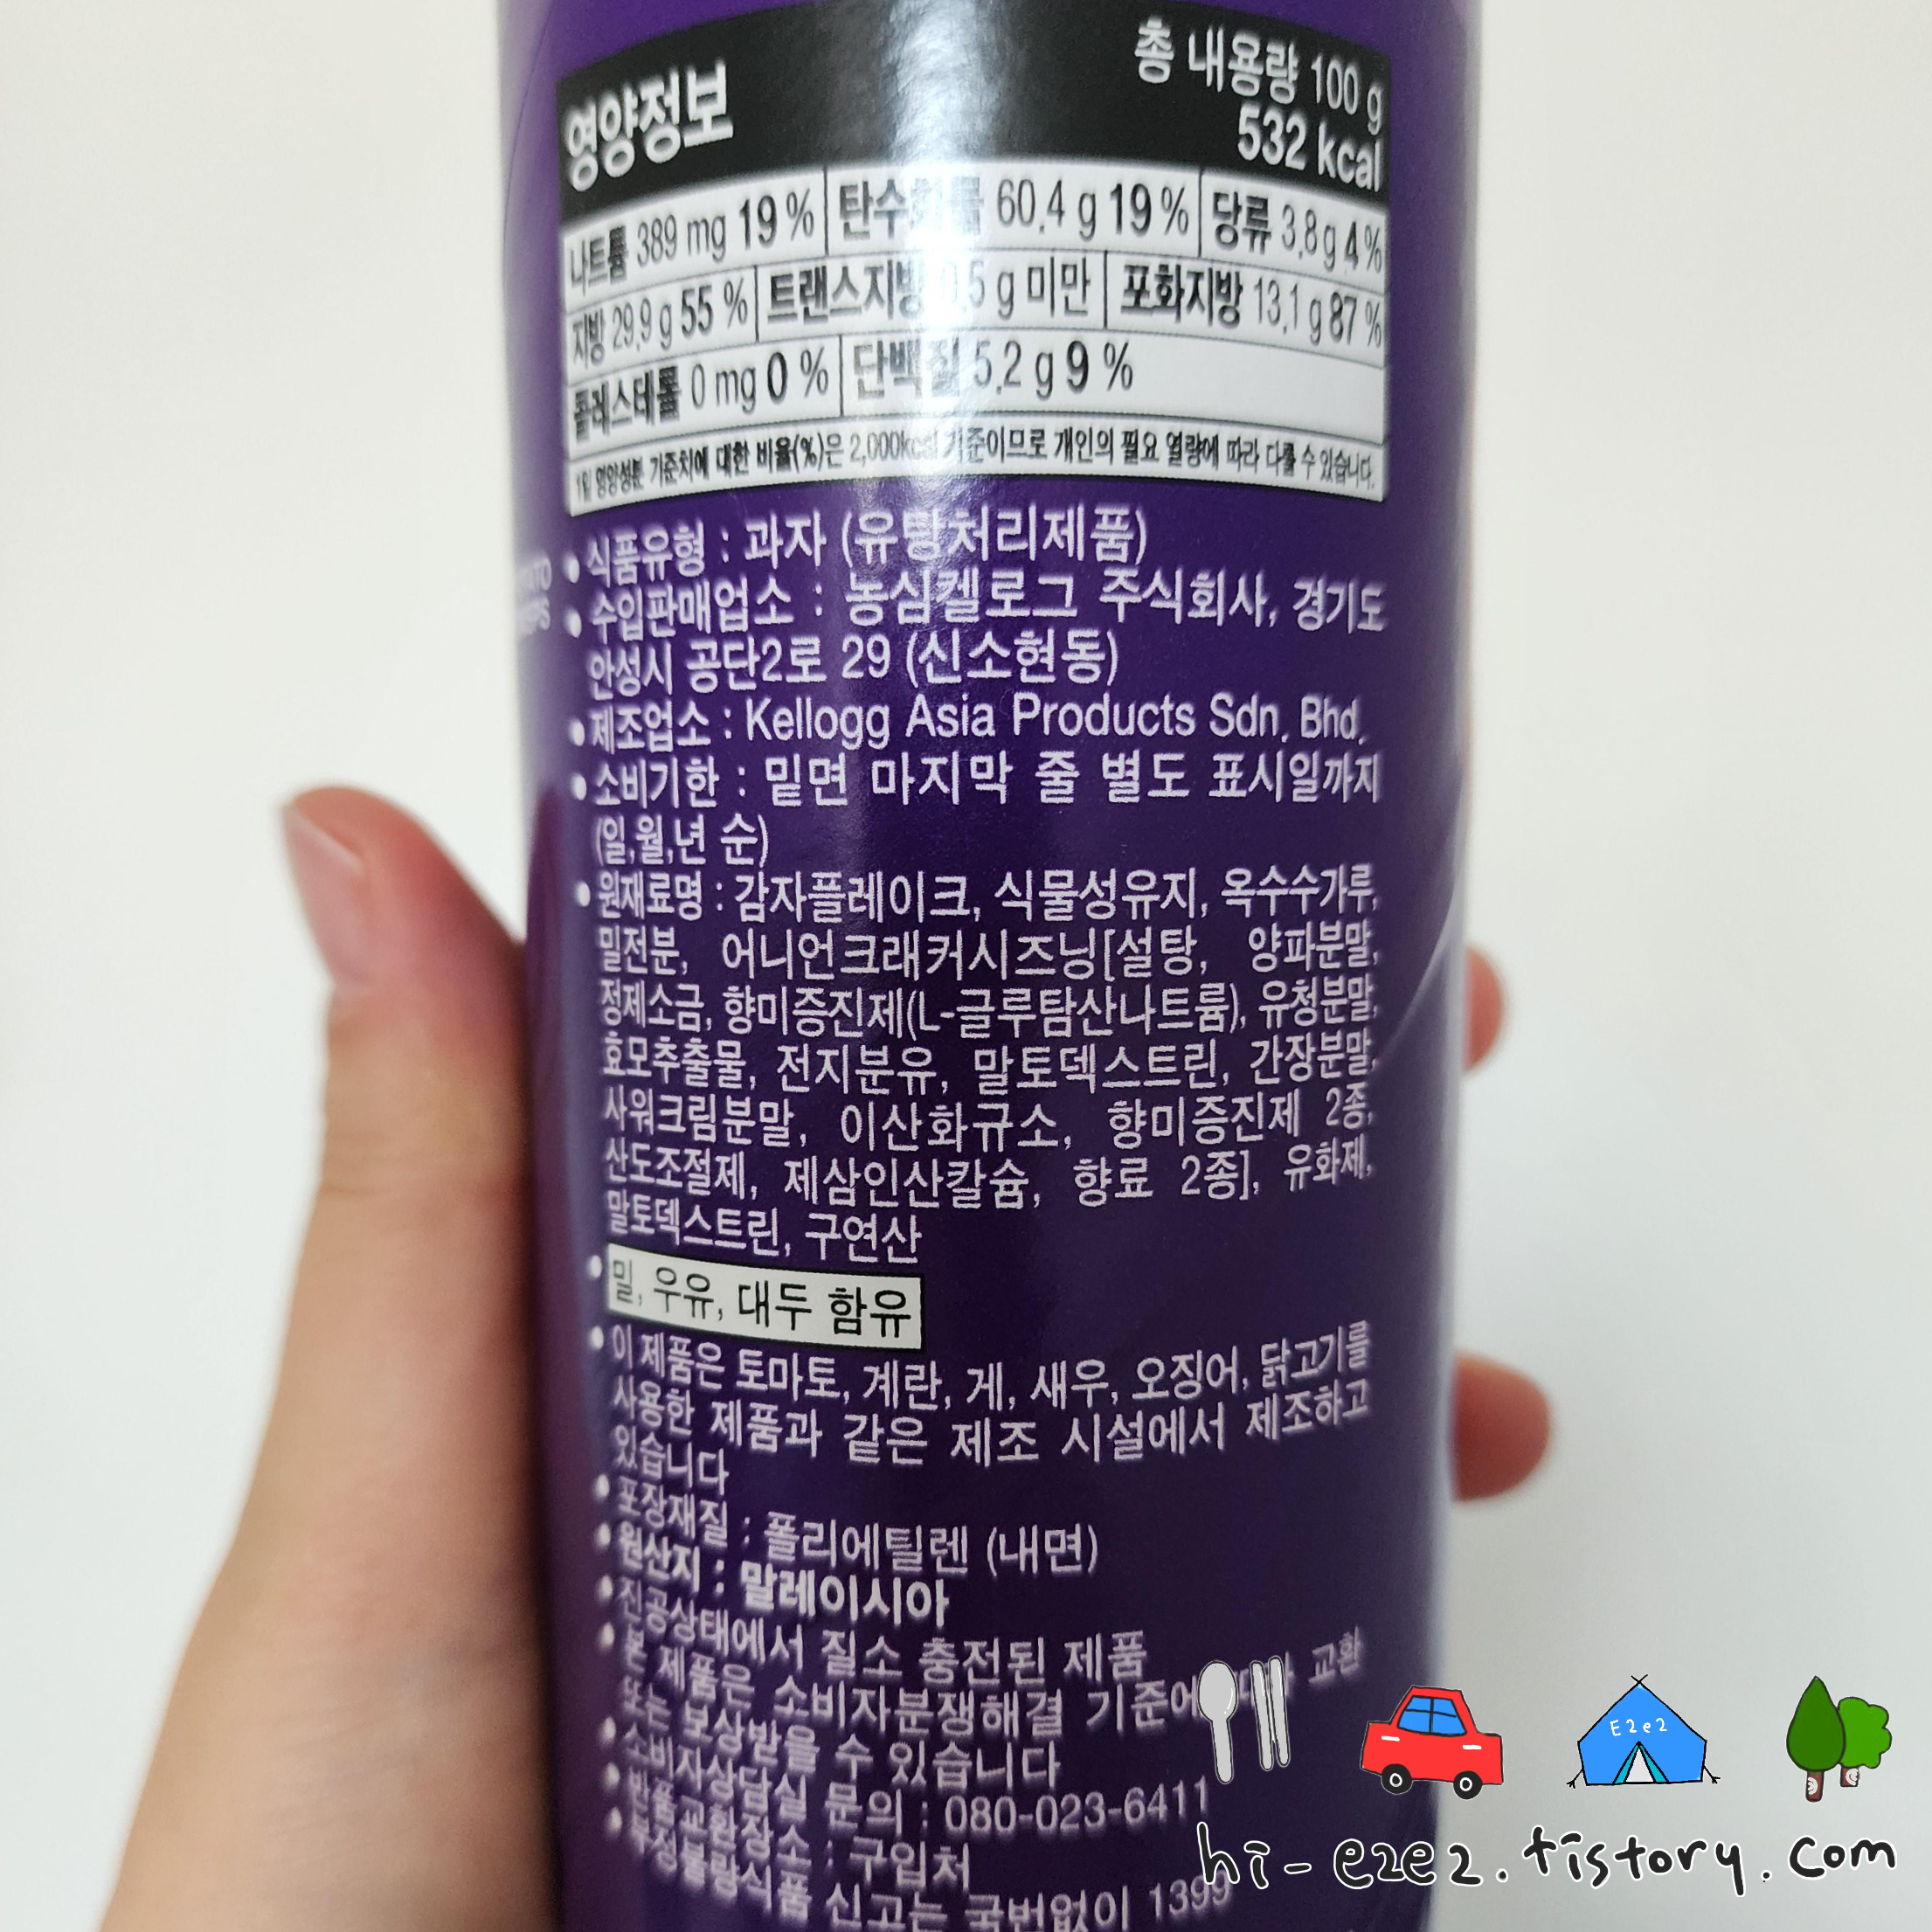 영양정보
총 내용량 100 g
532 kcal
나트륨 389 mg 19 % 탄수화물 60.4 g 19 % 당류 3.8 g 4 %
지방 29.9 g 55 % 트랜스지방 0.5 g 미만 포화지방 13.1 g 87 %
콜레스테롤 0 mg 0 % 단백질 5.2 g 9 %
1일 영양성분 기준치에 대한 비율(%)은 2,000kcal 기준이므로 개인의 필요 열량에 따라 다를 수 있습니다.
• 식품유형 : 과자 (유탕처리제품)
• 수입판매업소 : 농심켈로그 주식회사, 경기도
안성시 공단2로 29 (신소현동)
• 제조업소 : Kellogg Asia Products Sdn. Bhd.
• 소비기한 : 밑면 마지막 줄 별도 표시일까지
(일,월,년 순)
• 원재료명 : 감자플레이크, 식물성유지, 옥수수가루,
밀전분, 어니언크래커시즈닝[설탕, 양파분말,
정제소금, 향미증진제(L-글루탐산나트륨), 유청분말,
효모추출물, 전지분유, 말토덱스트린, 간장분말,
사워크림분말, 이산화규소, 향미증진제 2종,
산도조절제, 제삼인산칼슘, 향료 2종], 유화제,
말토덱스트린, 구연산
• 밀, 우유, 대두 함유
• 이 제품은 토마토, 계란, 게, 새우, 오징어, 닭고기를
사용한 제품과 같은 제조 시설에서 제조하고
있습니다
• 포장재질 : 폴리에틸렌 (내면)
• 원산지 : 말레이시아
• 진공상태에서 질소 충전된 제품
• 본 제품은 소비자분쟁해결 기준에 교환
또는 보상받을 수 있습니다
• 소비자상담실 문의 : 080-023-6411
• 반품교환장소 : 구입처
• 부정불량식품 신고는 국번없이 1399
E2e2
hi-e2e2.tistory.com